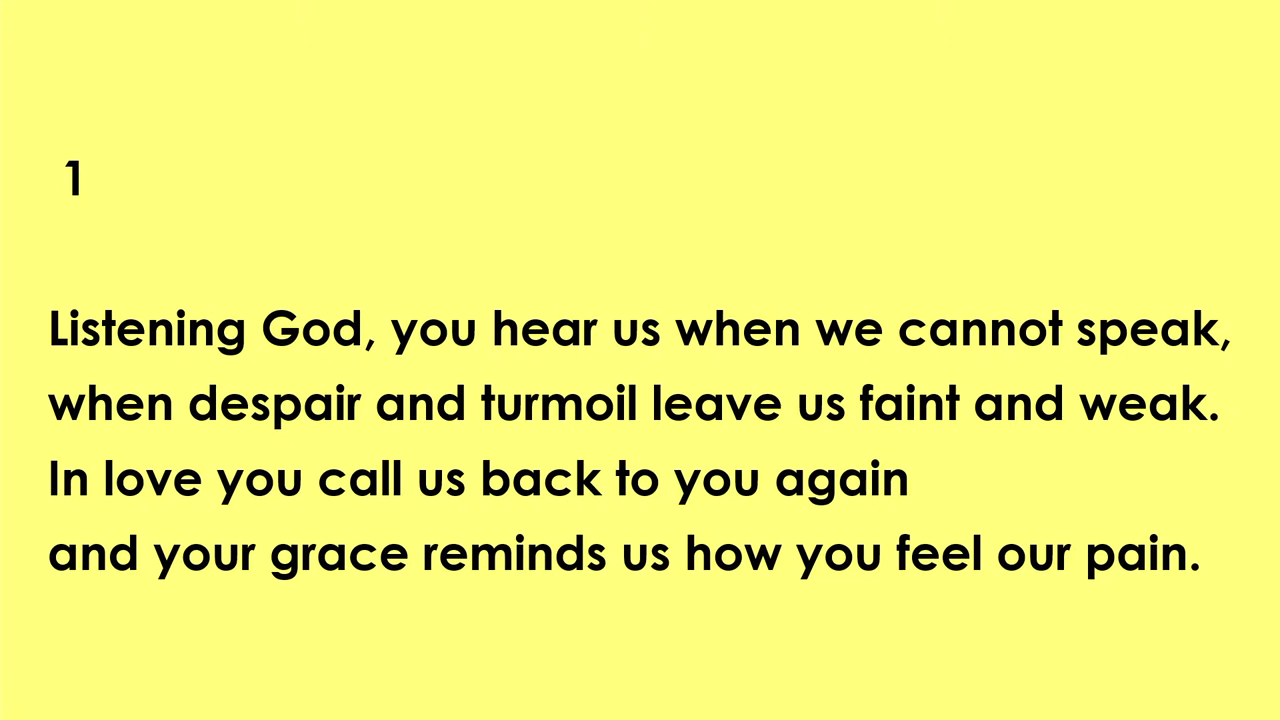 1
Listening God, you hear us when we cannot speak,
when despair and turmoil leave us faint and weak.
In love you call us back to you again
and your grace reminds us how you feel our pain.